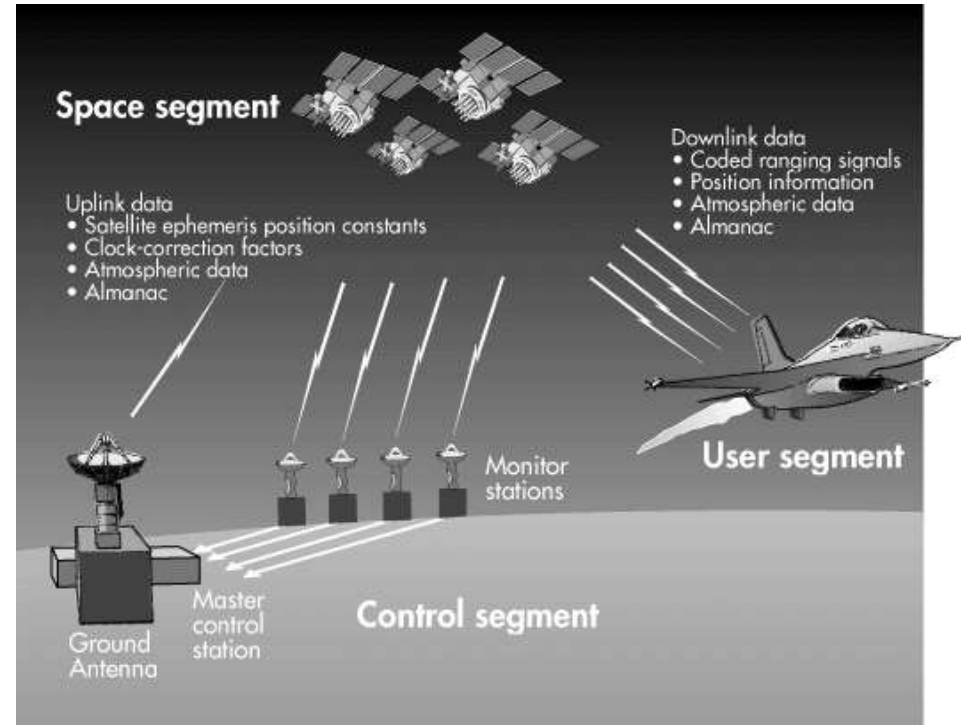 Space segment
Downlink data
• Coded ranging signals
• Position information
• Atmospheric data
• Almanac
Uplink data
• Satellite ephemeris position constants
• Clock-correction factors
• Atmospheric data
• Almanac
User segment
Monitor
stations
Master
control
station
Control segment
Ground
Antenna